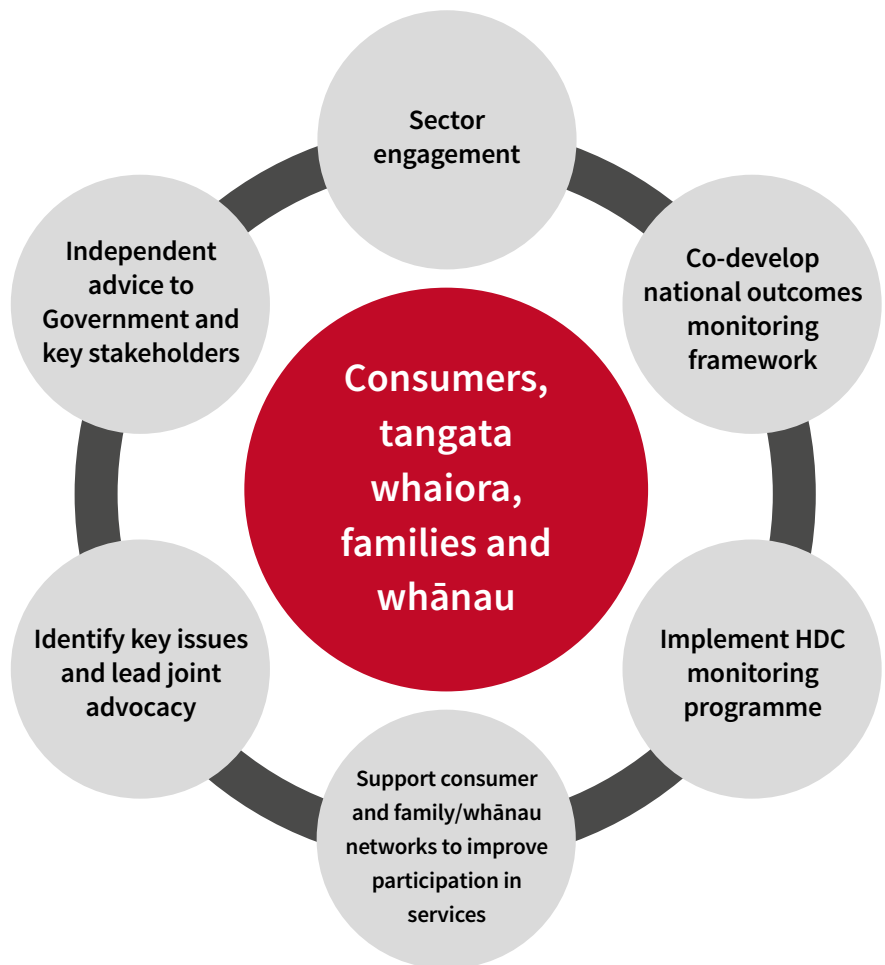 Sector
engagement
Co-develop
national outcomes
monitoring
framework
Implement HDC
monitoring
programme
Support consumer
and family/whānau
networks to improve
participation in
services
Identify key issues
and lead joint
advocacy
Independent
advice to
Government and
key stakeholders
Consumers,
tangata
whaiora,
families and
whānau